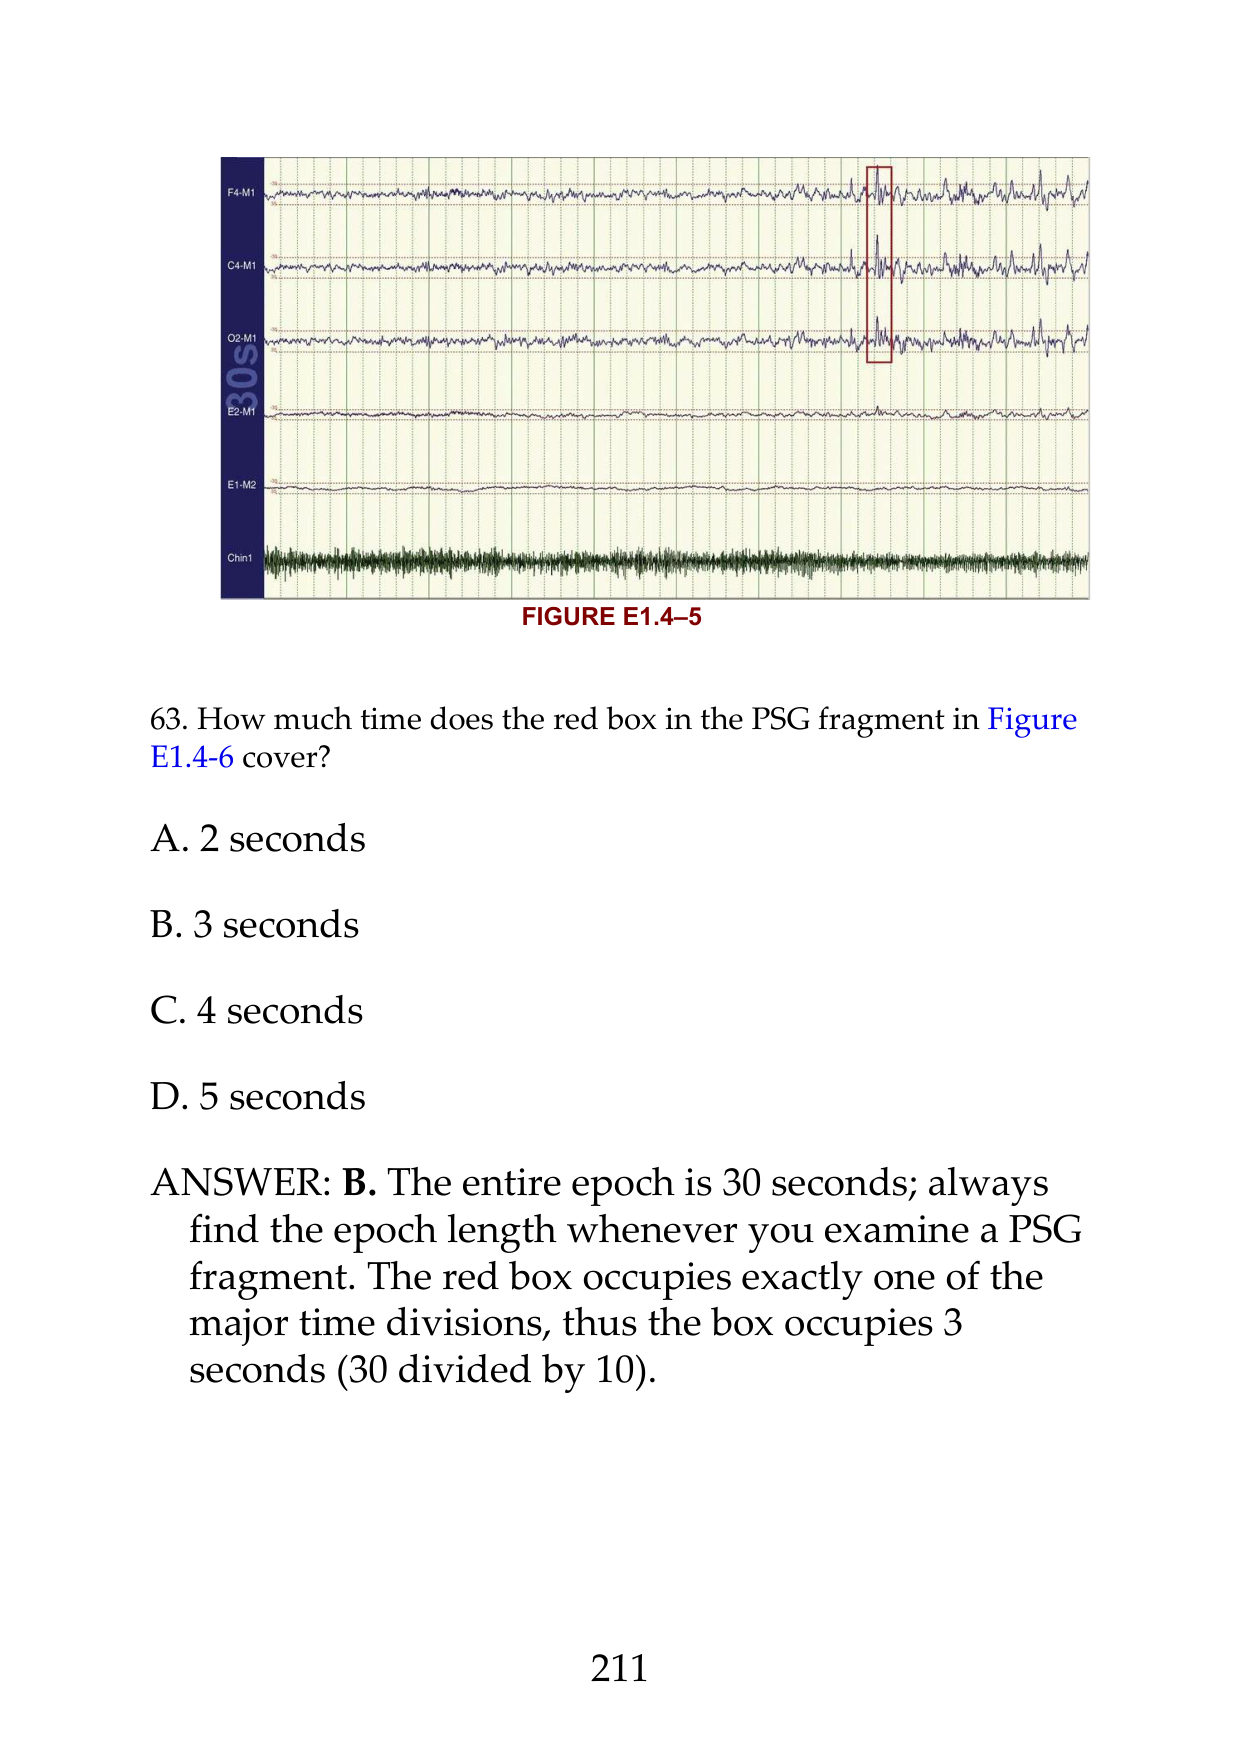 F4-M1
C4-M1
O2-M1
30s
E2-M1
E1-M2
Chin1
FIGURE E1.4–5
63. How much time does the red box in the PSG fragment in Figure
E1.4-6 cover?
A. 2 seconds
B. 3 seconds
C. 4 seconds
D. 5 seconds
ANSWER: B. The entire epoch is 30 seconds; always
find the epoch length whenever you examine a PSG
fragment. The red box occupies exactly one of the
major time divisions, thus the box occupies 3
seconds (30 divided by 10).
211